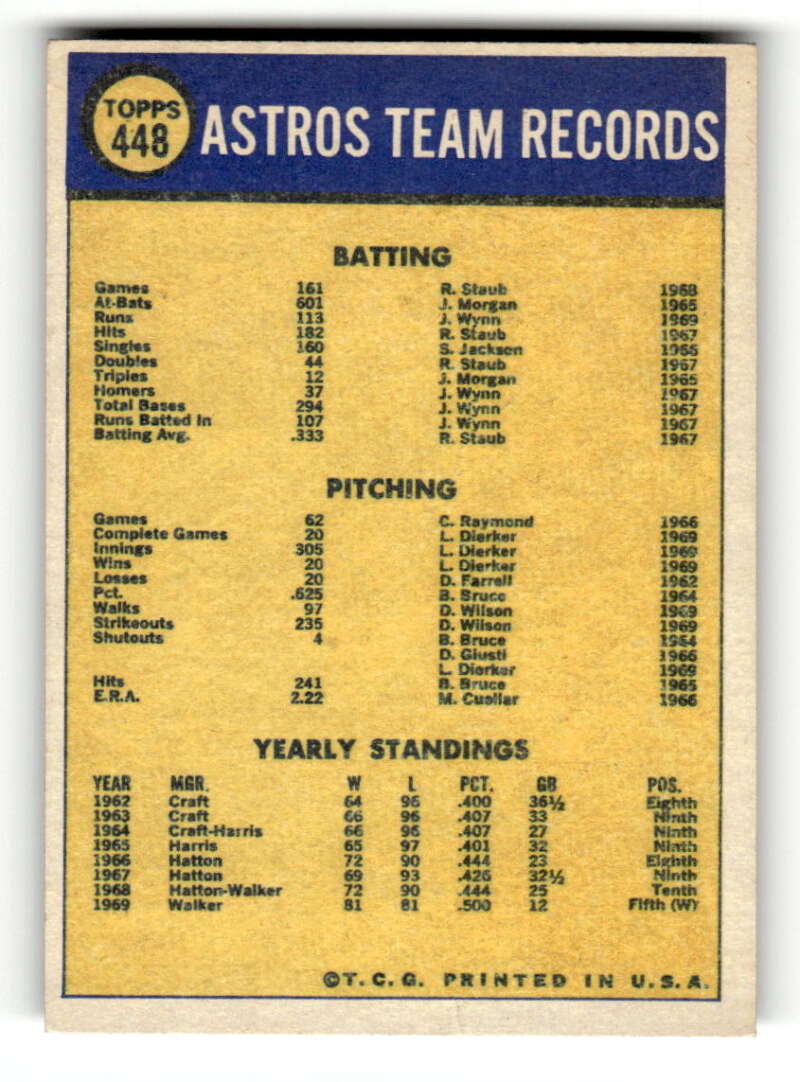 TOPPS
448
ASTROS TEAM RECORDS
BATTING
Games 161 R. Staub 1968
At-Bats 601 J. Morgan 1965
Runs 113 J. Wynn 1969
Hits 182 R. Staub 1967
Singles 160 S. Jackson 1966
Doubles 44 R. Staub 1967
Triples 12 J. Morgan 1965
Homers 37 J. Wynn 1967
Total Bases 294 J. Wynn 1967
Runs Batted In 107 J. Wynn 1967
Batting Avg. .333 R. Staub 1967
PITCHING
Games 62 C. Raymond 1966
Complete Games 20 L. Dierker 1969
Innings 305 L. Dierker 1969
Wins 20 L. Dierker 1969
Losses 20 D. Farrell 1962
Pct. .625 B. Bruce 1964
Walks 97 D. Wilson 1969
Strikeouts 235 D. Wilson 1969
Shutouts 4 B. Bruce 1964
D. Giusti 1966
L. Dierker 1969
Hits 241 B. Bruce 1965
E.R.A. 2.22 M. Cuellar 1966
YEARLY STANDINGS
YEAR MGR. W L PCT. GB POS.
1962 Craft 64 96 .400 36½ Eighth
1963 Craft 66 96 .407 33 Ninth
1964 Craft-Harris 66 96 .407 27 Ninth
1965 Harris 65 97 .401 32 Ninth
1966 Hatton 72 90 .444 23 Eighth
1967 Hatton 69 93 .426 32½ Ninth
1968 Hatton-Walker 72 90 .444 25 Tenth
1969 Walker 81 81 .500 12 Fifth (W)
©T.C.G. PRINTED IN U.S.A.